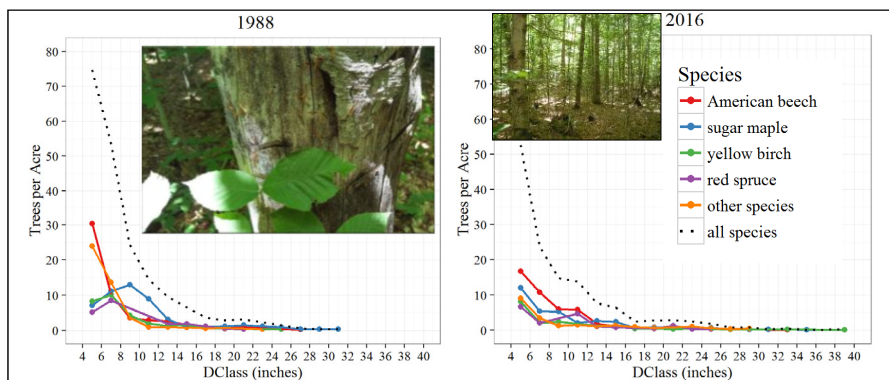 1988
2016
Trees per Acre
80
70
60
50
40
30
20
10
0
4 6 8 10 12 14 16 18 20 22 24 26 28 30 32 34 36 38 40
DClass (inches)
Trees per Acre
80
70
60
50
40
30
20
10
0
4 6 8 10 12 14 16 18 20 22 24 26 28 30 32 34 36 38 40
DClass (inches)
Species
American beech
sugar maple
yellow birch
red spruce
other species
all species